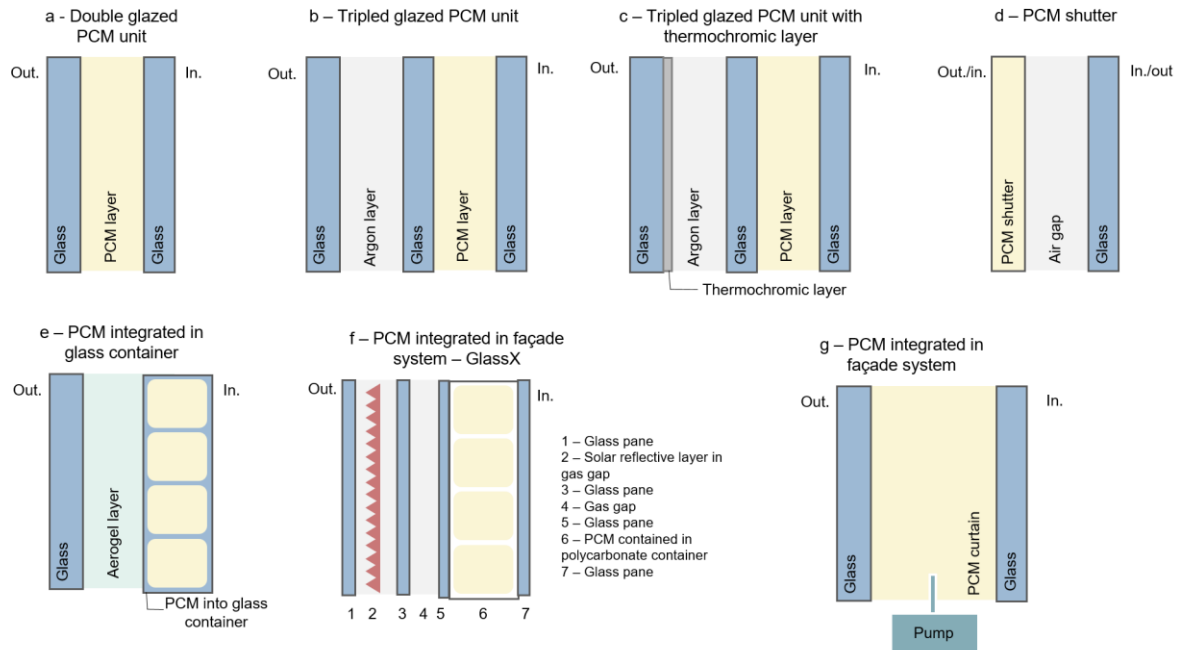 a - Double glazed
PCM unit
Out.
In.
Glass
PCM layer
Glass
b – Tripled glazed PCM unit
Out.
In.
Glass
Argon layer
Glass
PCM layer
Glass
c – Tripled glazed PCM unit with
thermochromic layer
Out.
In.
Glass
Argon layer
Glass
PCM layer
Glass
Thermochromic layer
d – PCM shutter
Out./in.
In./out
PCM shutter
Air gap
Glass
e – PCM integrated in
glass container
Out.
In.
Glass
Aerogel layer
PCM into glass
container
f – PCM integrated in façade
system – GlassX
Out.
In.
1 – Glass pane
2 – Solar reflective layer in
gas gap
3 – Glass pane
4 – Gas gap
5 – Glass pane
6 – PCM contained in
polycarbonate container
7 – Glass pane
1 2 3 4 5 6 7
g – PCM integrated in
façade system
Out.
In.
Glass
PCM curtain
Glass
Pump